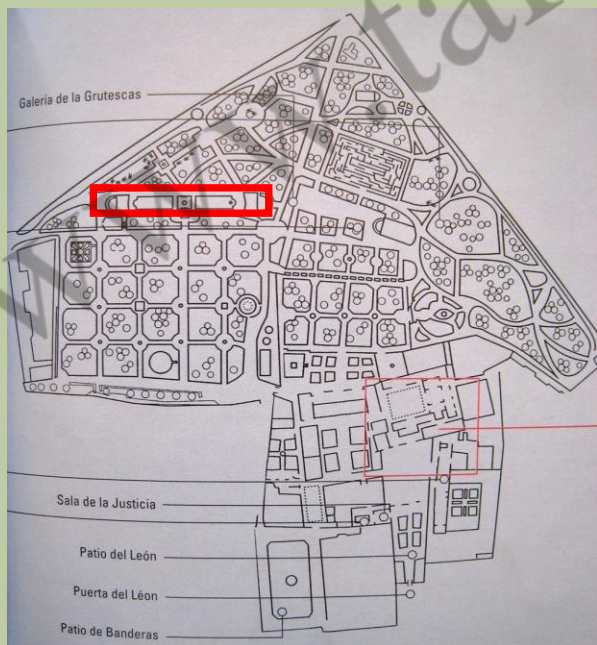 Galería de la Grutescas
Sala de la Justicia
Patio del León
Puerta del Léon
Patio de Banderas